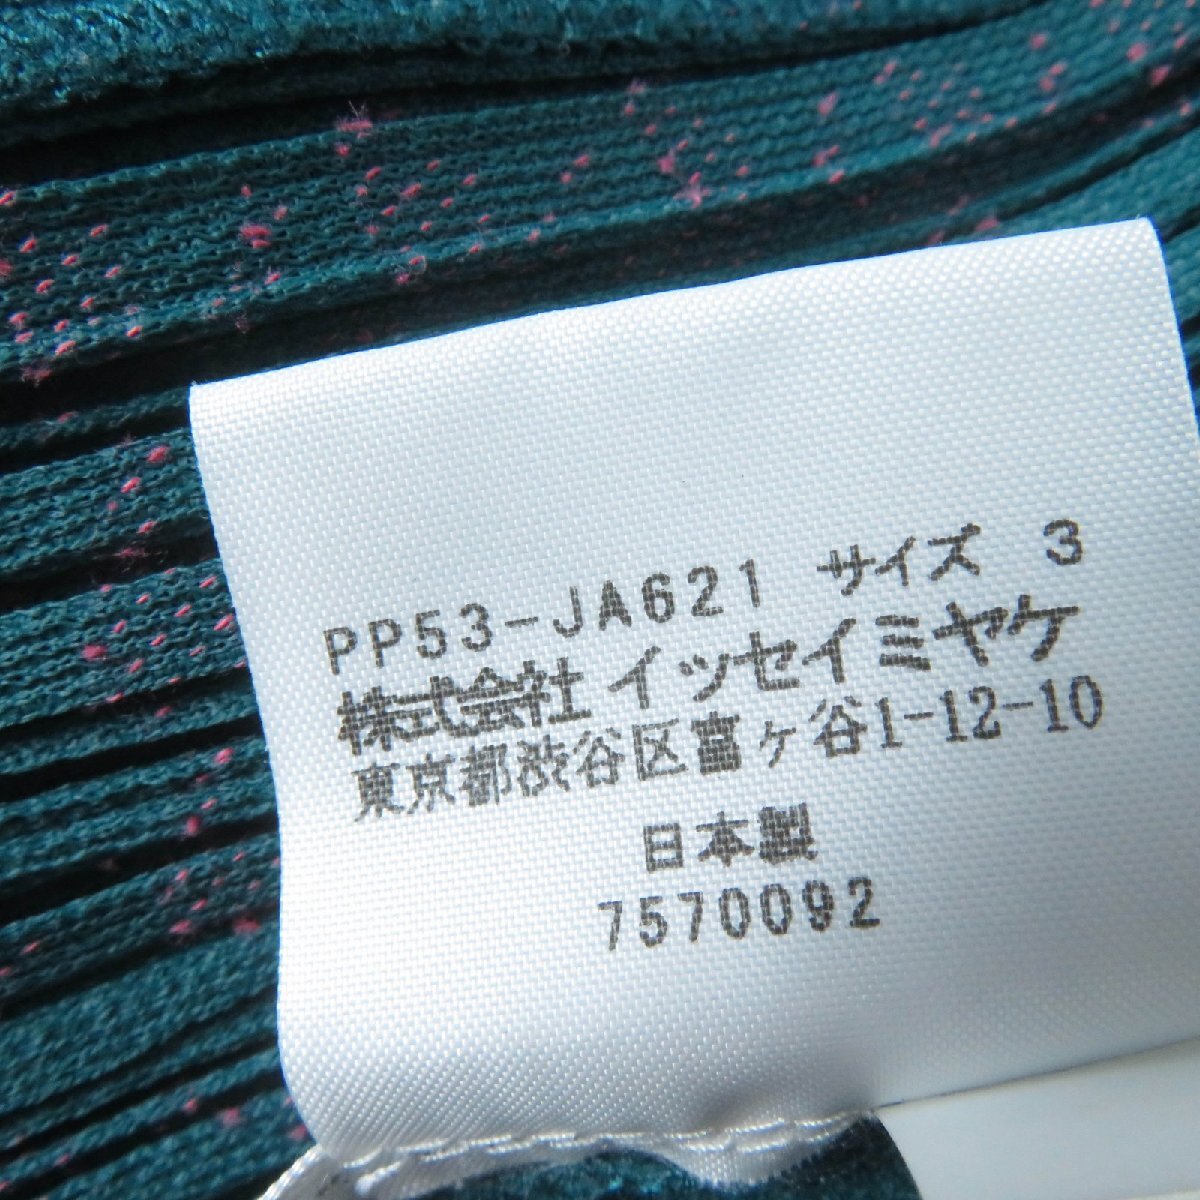 PP53-JA621 サイズ 3
株式会社 イッセイミヤケ
東京都渋谷区富ヶ谷1-12-10
日本製
7570092